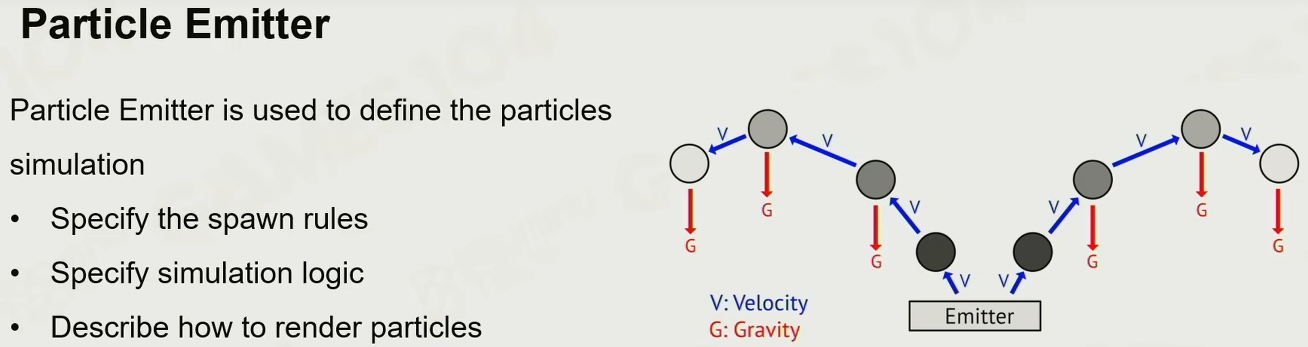 Particle Emitter
Particle Emitter is used to define the particles
simulation
• Specify the spawn rules
• Specify simulation logic
• Describe how to render particles
V
V
V
V
G
G
G
V
V
V
V
G
G
G
Emitter
V: Velocity
G: Gravity